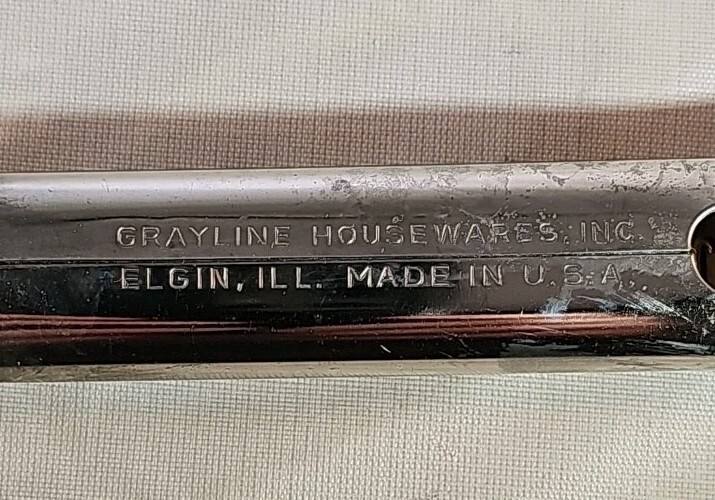 GRAYLINE HOUSEWARES, INC.
ELGIN, ILL. MADE IN U.S.A.